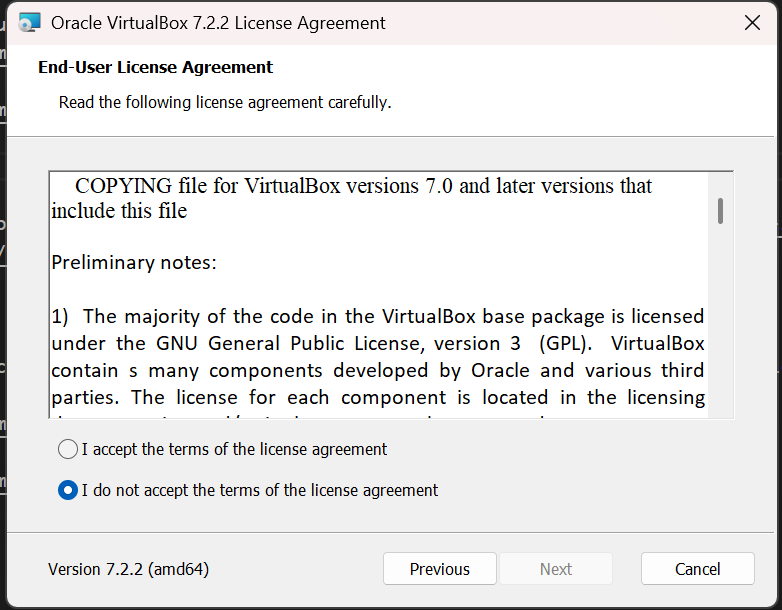 Oracle VirtualBox 7.2.2 License Agreement
End-User License Agreement
Read the following license agreement carefully.
COPYING file for VirtualBox versions 7.0 and later versions that
include this file
Preliminary notes:
1) The majority of the code in the VirtualBox base package is licensed
under the GNU General Public License, version 3 (GPL). VirtualBox
contain s many components developed by Oracle and various third
parties. The license for each component is located in the licensing
I accept the terms of the license agreement
I do not accept the terms of the license agreement
Version 7.2.2 (amd64)
Previous
Next
Cancel